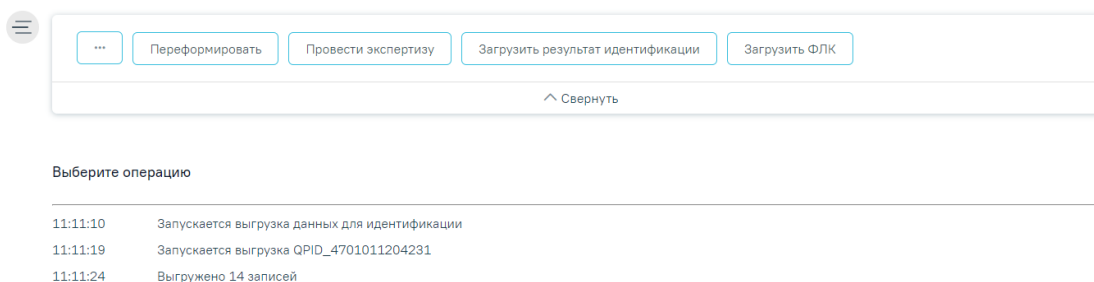 ... Переформировать Провести экспертизу Загрузить результат идентификации Загрузить ФЛК
Свернуть
Выберите операцию
11:11:10 Запускается выгрузка данных для идентификации
11:11:19 Запускается выгрузка QPID_4701011204231
11:11:24 Выгружено 14 записей